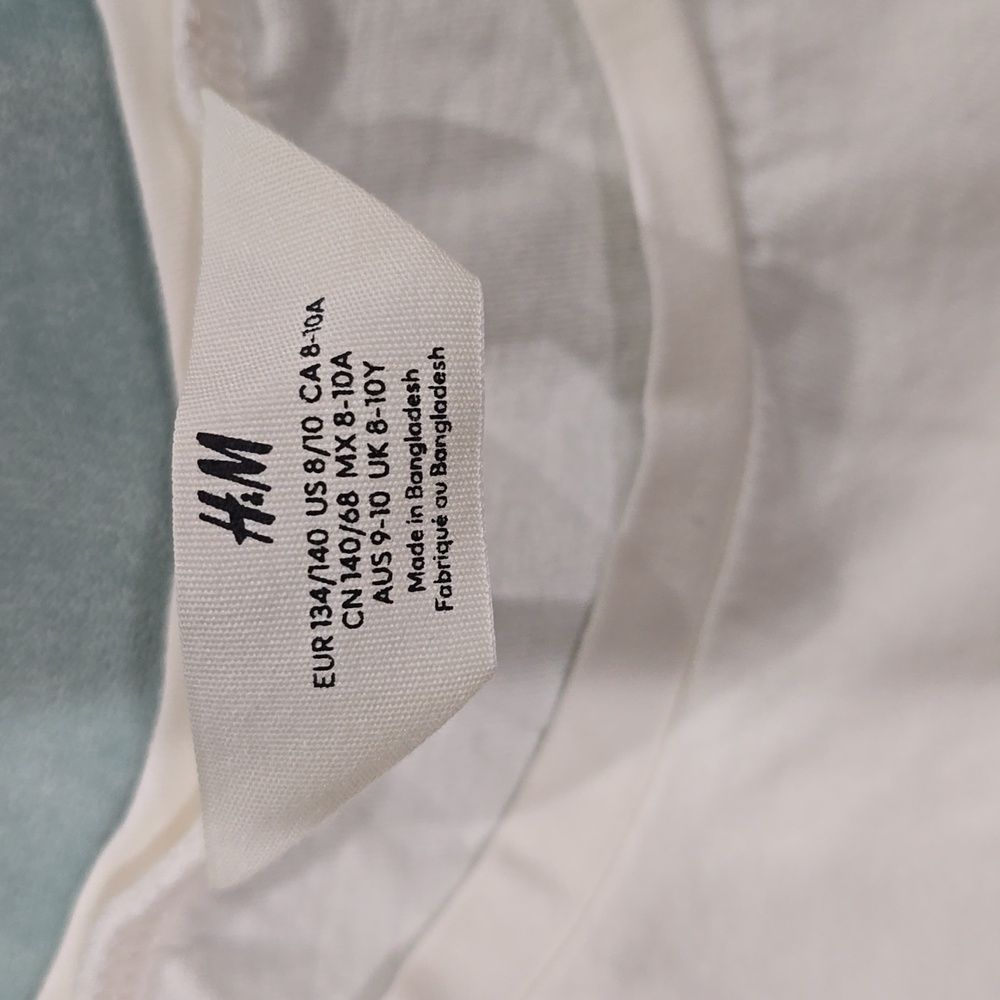 H&M
EUR 134/140 US 8/10 CA 8-10A
CN 140/68 MX 8-10A
AUS 9-10 UK 8-10Y
Made in Bangladesh
Fabriqué au Bangladesh